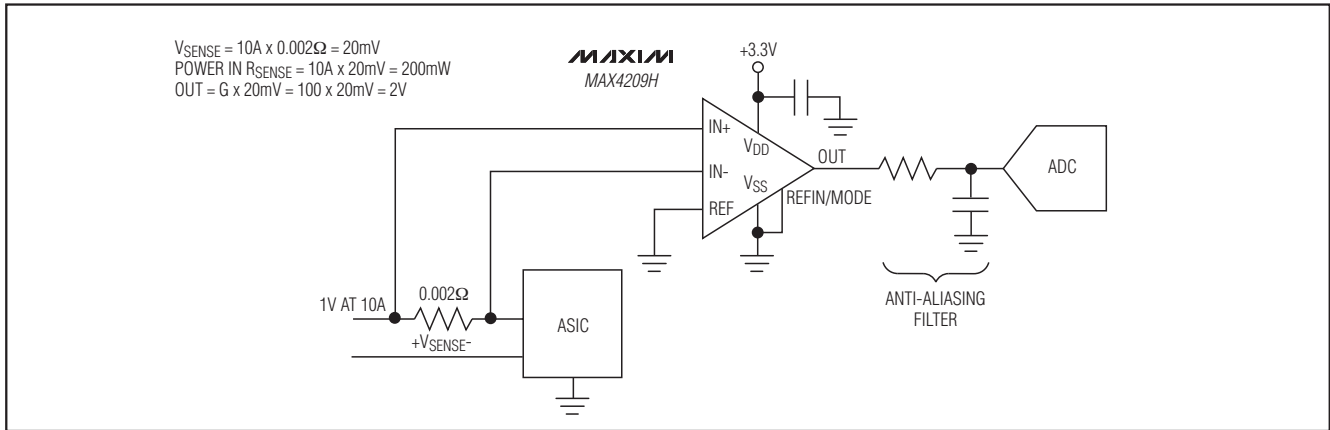 VSENSE = 10A x 0.002Ω = 20mV
POWER IN RSENSE = 10A x 20mV = 200mW
OUT = G x 20mV = 100 x 20mV = 2V
MAXIM
MAX4209H
+3.3V
IN+
VDD
OUT
ADC
IN-
VSS
REFIN/MODE
REF
1V AT 10A
0.002Ω
+VSENSE-
ASIC
ANTI-ALIASING
FILTER